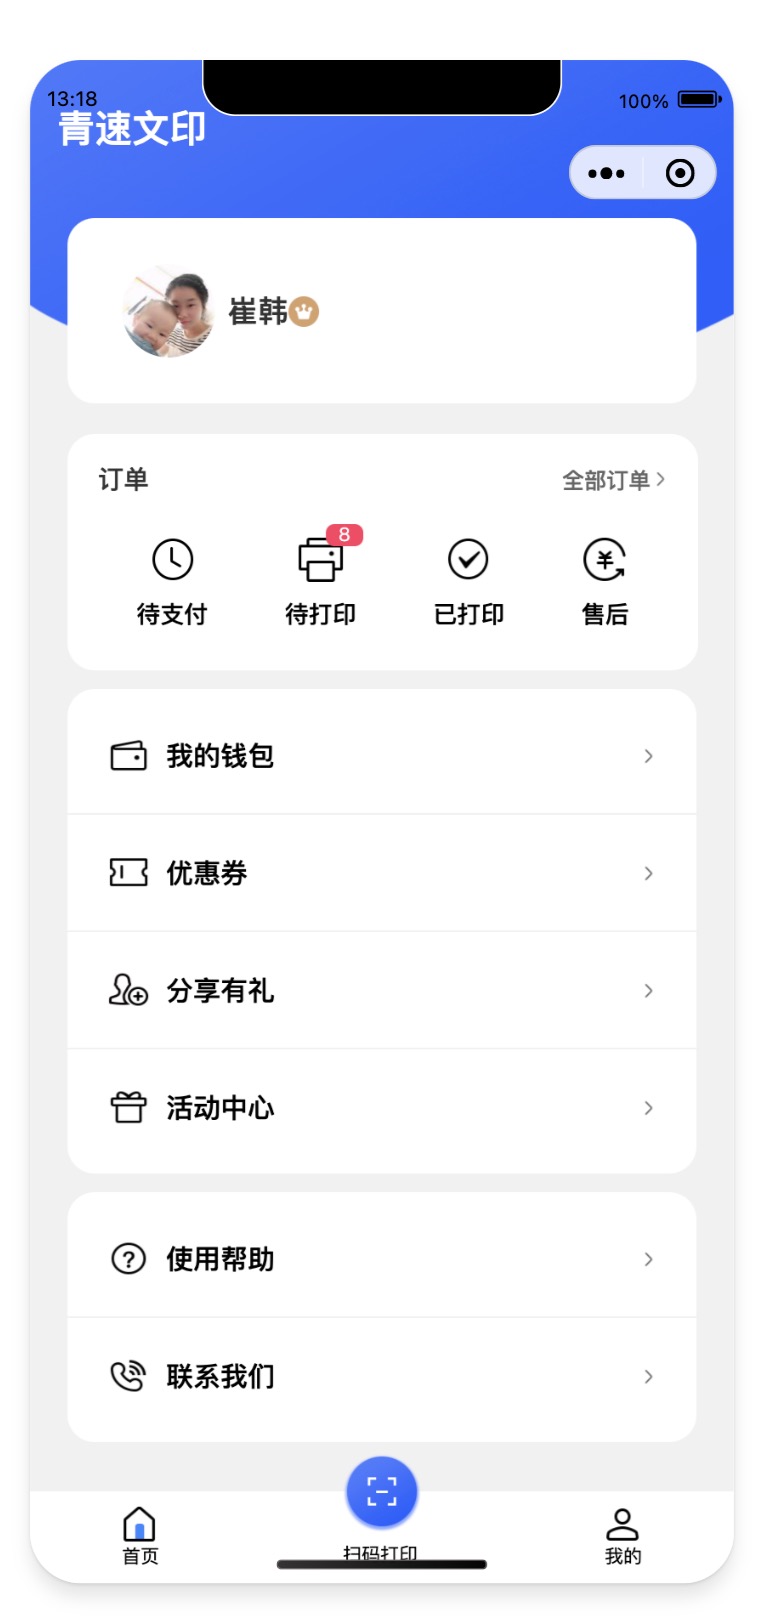 13:18
100%
青速文印
崔韩
订单
全部订单
8
待支付
待打印
已打印
售后
我的钱包
优惠券
分享有礼
活动中心
使用帮助
联系我们
首页
扫码打印
我的